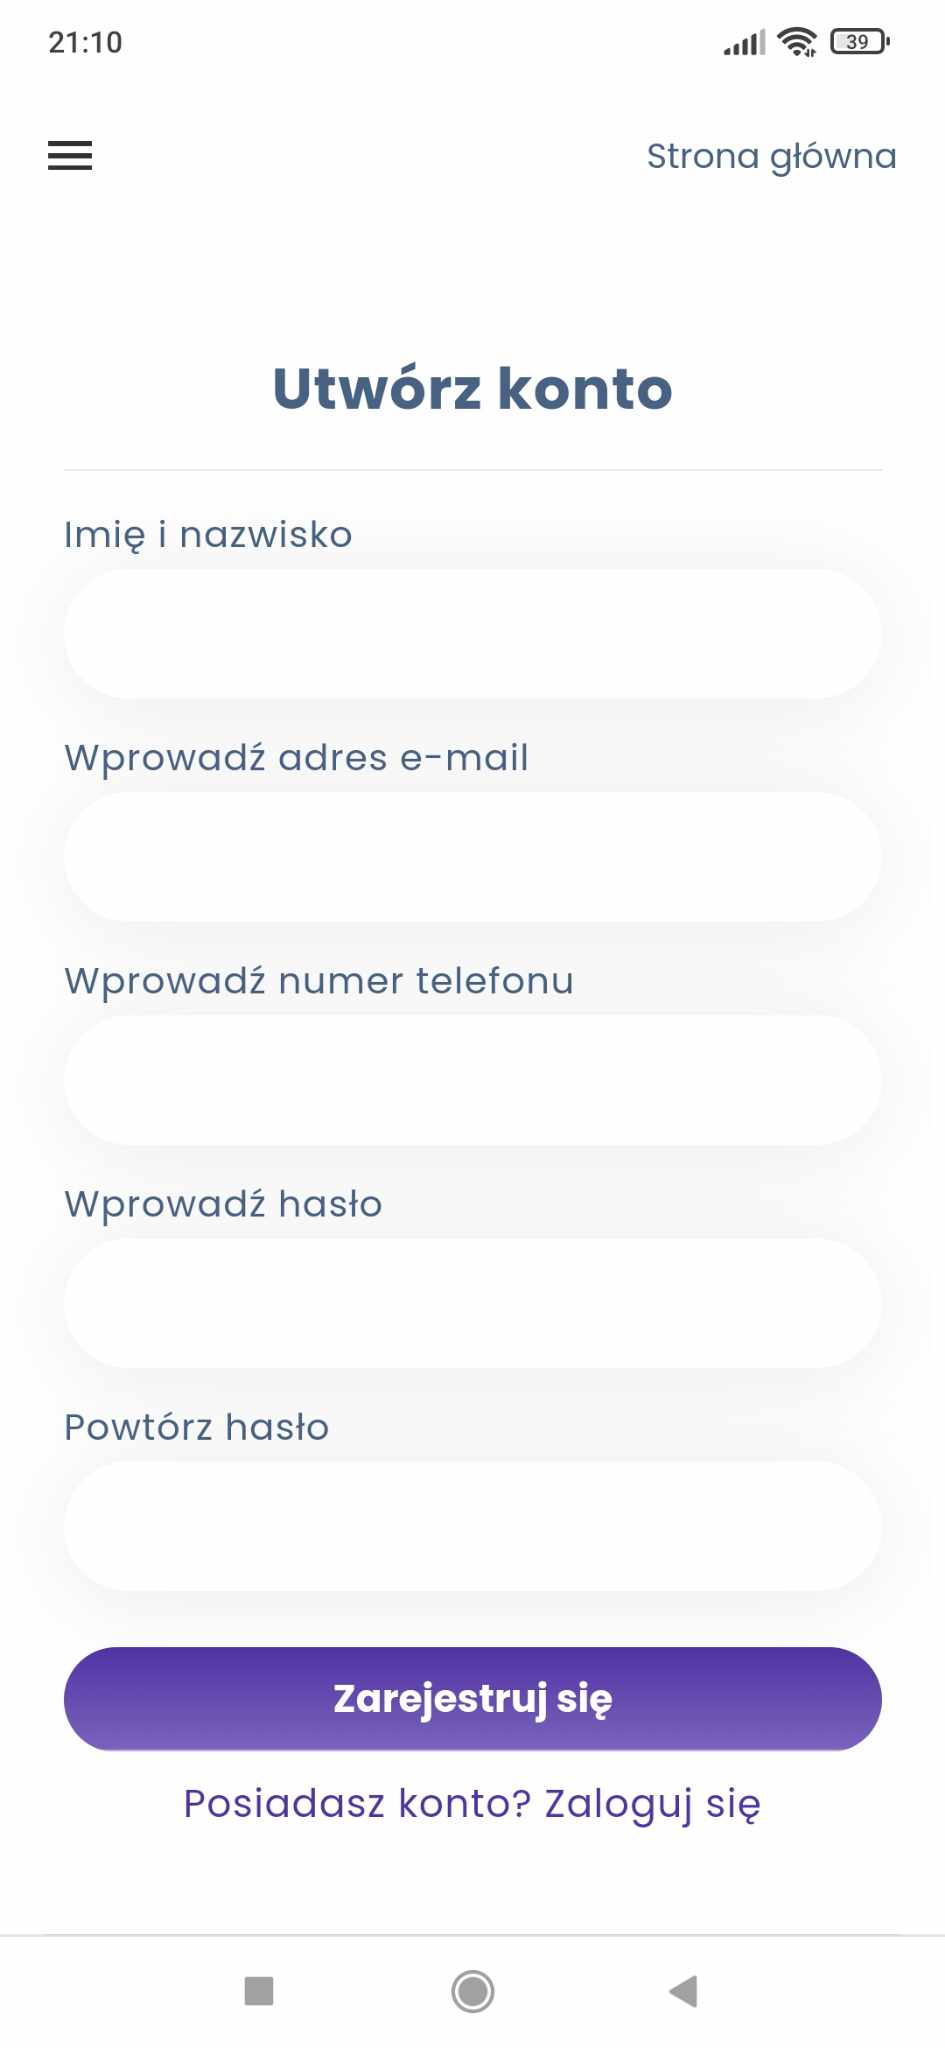 21:10
39
Strona główna
Utwórz konto
Imię i nazwisko
Wprowadź adres e-mail
Wprowadź numer telefonu
Wprowadź hasło
Powtórz hasło
Zarejestruj się
Posiadasz konto? Zaloguj się